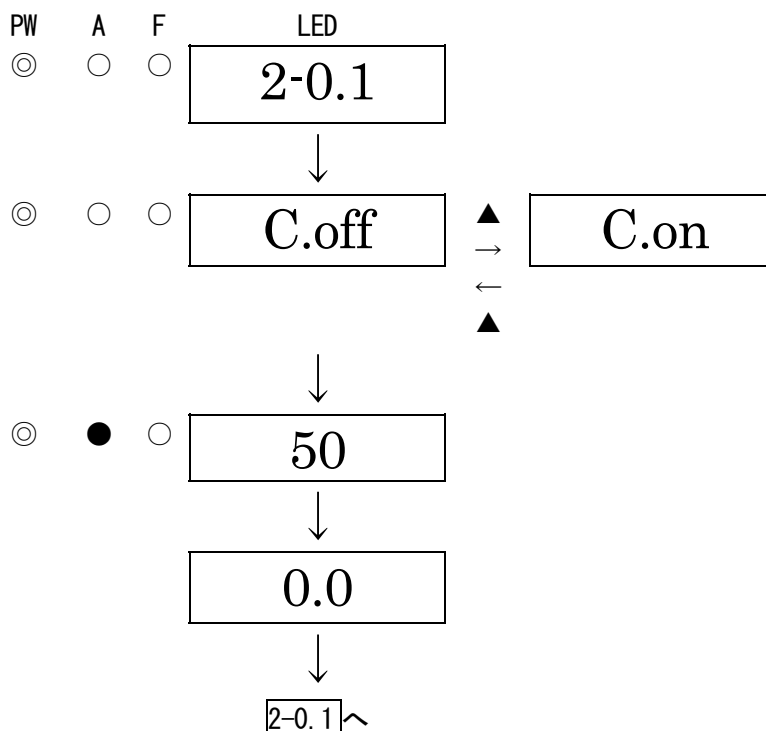 PW A F LED
◎ ○ ○ 2-0.1
↓
◎ ○ ○ C.off ▲ C.on
→
←
▲
↓
◎ ● ○ 50
↓
0.0
↓
2-0.1へ